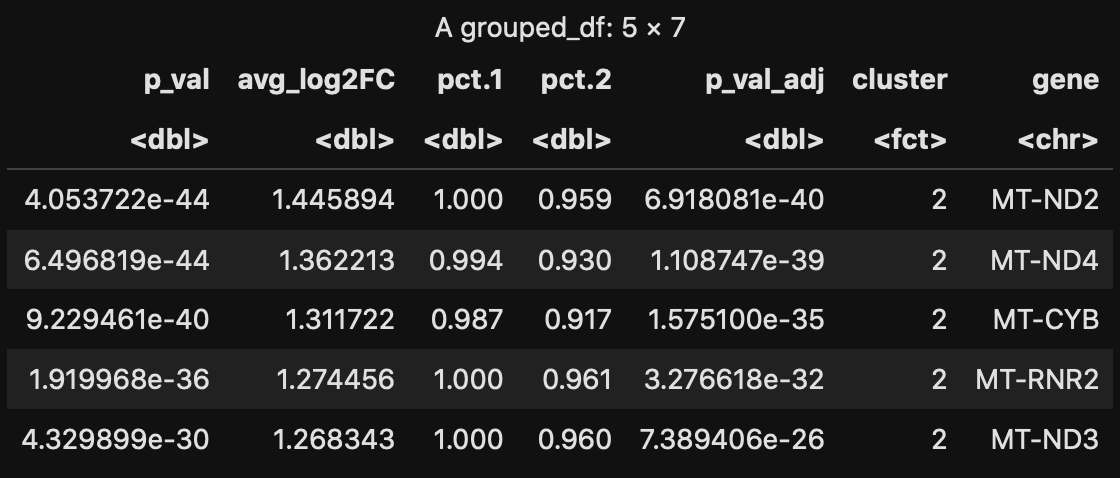 A grouped_df: 5 × 7
p_val avg_log2FC pct.1 pct.2 p_val_adj cluster gene
<dbl> <dbl> <dbl> <dbl> <dbl> <fct> <chr>
4.053722e-44 1.445894 1.000 0.959 6.918081e-40 2 MT-ND2
6.496819e-44 1.362213 0.994 0.930 1.108747e-39 2 MT-ND4
9.229461e-40 1.311722 0.987 0.917 1.575100e-35 2 MT-CYB
1.919968e-36 1.274456 1.000 0.961 3.276618e-32 2 MT-RNR2
4.329899e-30 1.268343 1.000 0.960 7.389406e-26 2 MT-ND3